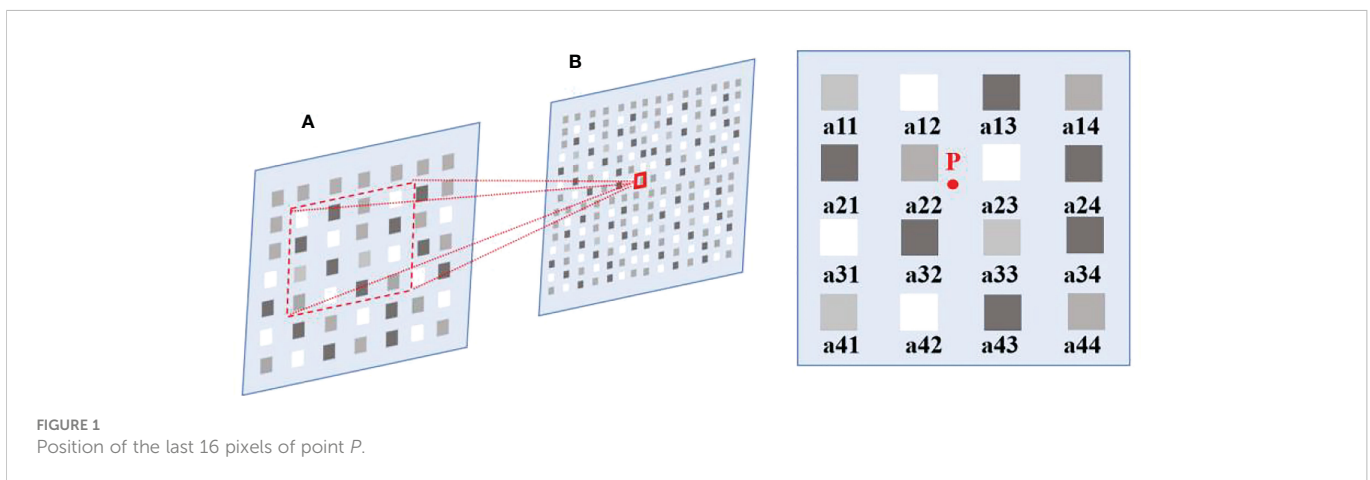 A
B
a11 a12 a13 a14
P
a21 a22 a23 a24
a31 a32 a33 a34
a41 a42 a43 a44
FIGURE 1
Position of the last 16 pixels of point P.